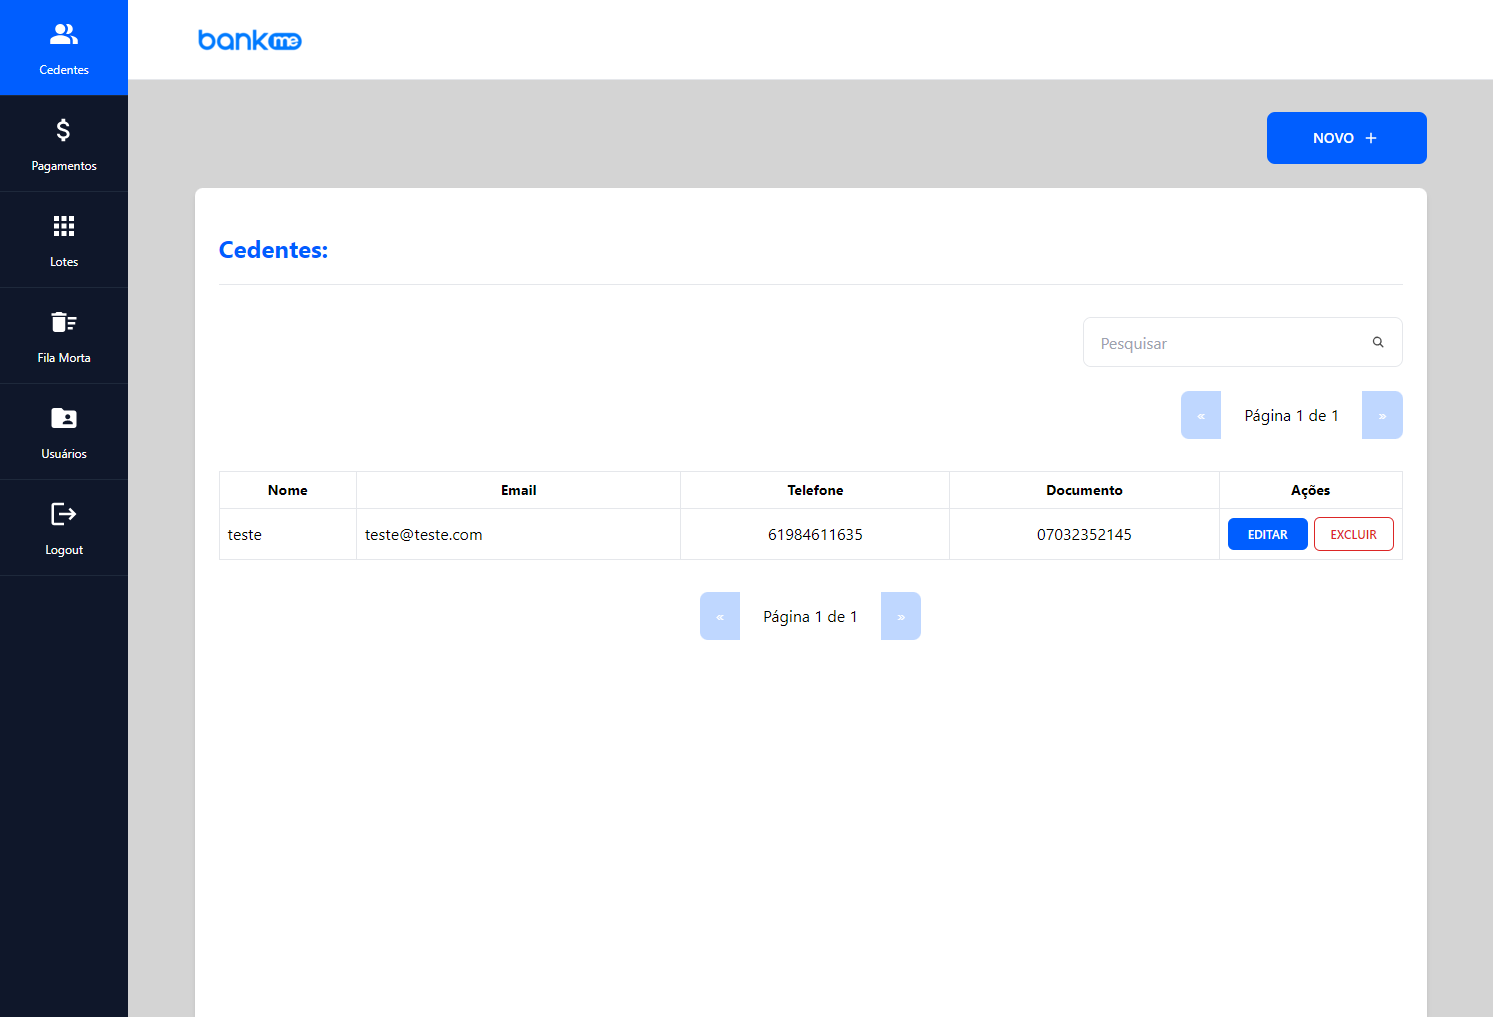 Cedentes
Pagamentos
Lotes
Fila Morta
Usuários
Logout
bankme
NOVO +
Cedentes:
Pesquisar
« Página 1 de 1 »
Nome Email Telefone Documento Ações
teste teste@teste.com 61984611635 07032352145 EDITAR EXCLUIR
« Página 1 de 1 »